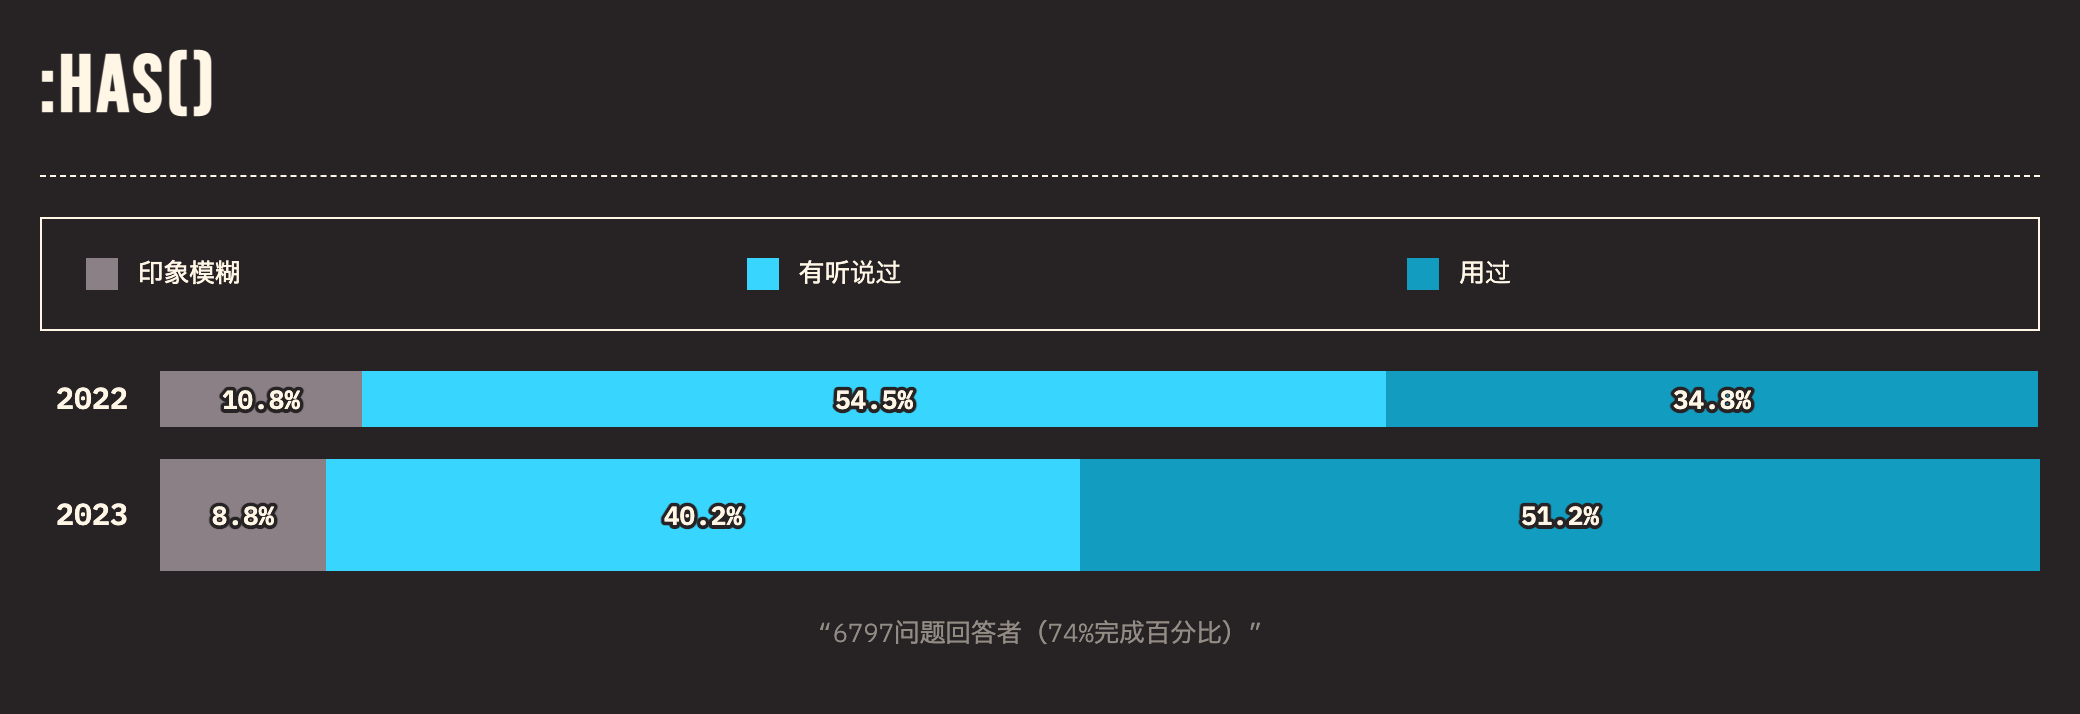 :HAS()
印象模糊 有听说过 用过
2022 10.8% 54.5% 34.8%
2023 8.8% 40.2% 51.2%
“6797问题回答者（74%完成百分比）”